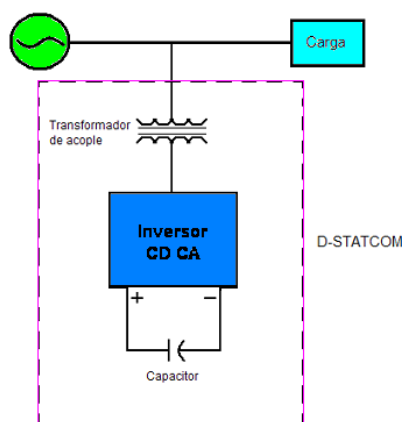 Carga
Transformador
de acople
Inversor
CD CA
D-STATCOM
+ −
Capacitor